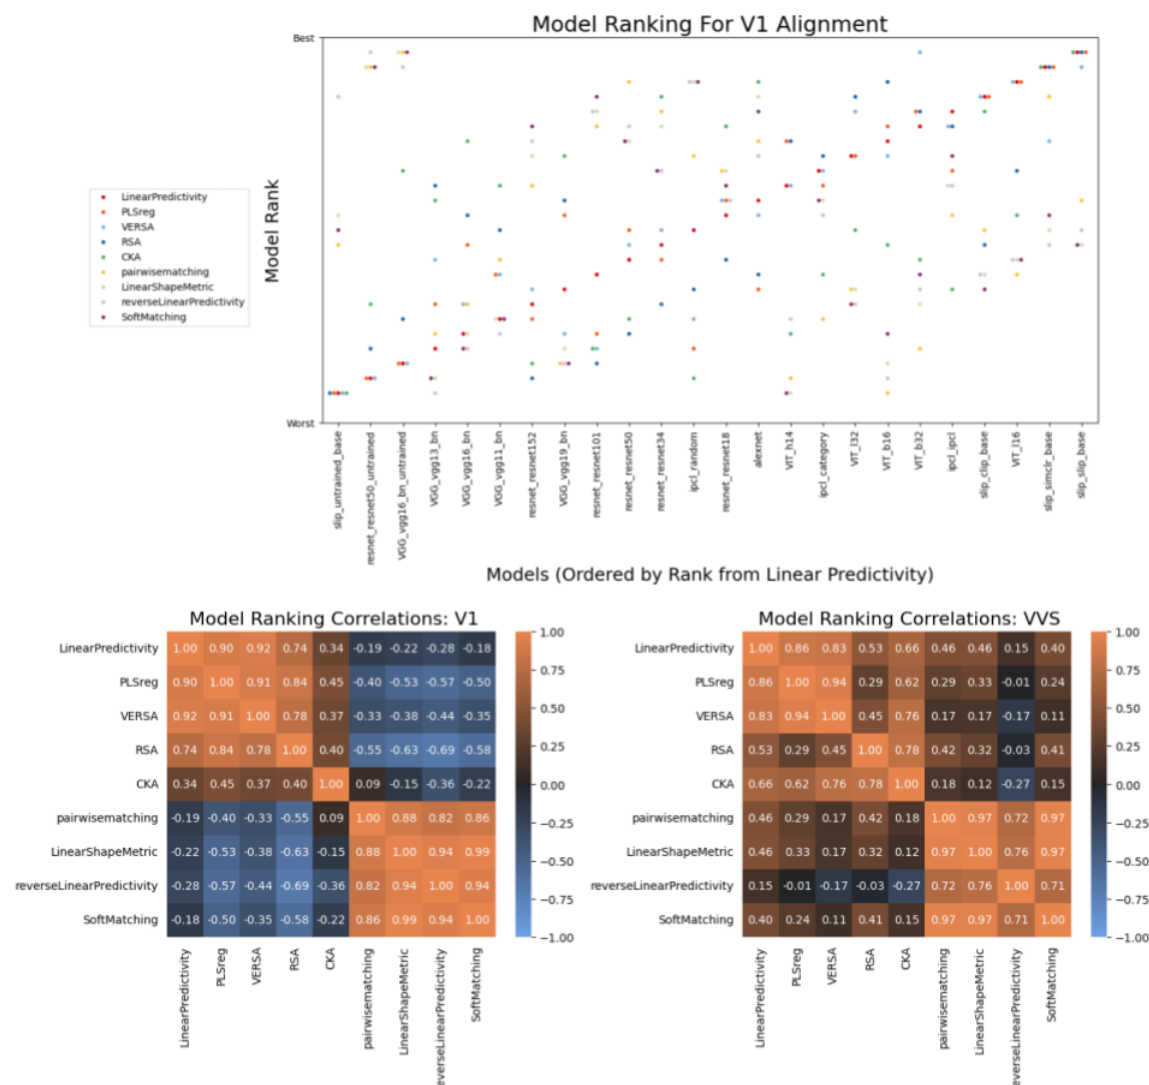 Model Ranking For V1 Alignment
Best
Model Rank
Worst
LinearPredictivity
PLSreg
VERSA
RSA
CKA
pairwisematching
LinearShapeMetric
reverseLinearPredictivity
SoftMatching
slip_untrained_base
resnet_resnet50_untrained
VGG_vgg16_bn_untrained
VGG_vgg13_bn
VGG_vgg16_bn
VGG_vgg11_bn
resnet_resnet152
VGG_vgg19_bn
resnet_resnet101
resnet_resnet50
resnet_resnet34
ipcl_random
resnet_resnet18
alexnet
VIT_h14
ipcl_category
VIT_l32
VIT_b16
VIT_b32
ipcl_ipcl
slip_clip_base
VIT_l16
slip_simclr_base
slip_slip_base
Models (Ordered by Rank from Linear Predictivity)
Model Ranking Correlations: V1
LinearPredictivity 1.00 0.90 0.92 0.74 0.34 -0.19 -0.22 -0.28 -0.18
PLSreg 0.90 1.00 0.91 0.84 0.45 -0.40 -0.53 -0.57 -0.50
VERSA 0.92 0.91 1.00 0.78 0.37 -0.33 -0.38 -0.44 -0.35
RSA 0.74 0.84 0.78 1.00 0.40 -0.55 -0.63 -0.69 -0.58
CKA 0.34 0.45 0.37 0.40 1.00 0.09 -0.15 -0.36 -0.22
pairwisematching -0.19 -0.40 -0.33 -0.55 0.09 1.00 0.88 0.82 0.86
LinearShapeMetric -0.22 -0.53 -0.38 -0.63 -0.15 0.88 1.00 0.94 0.99
reverseLinearPredictivity -0.28 -0.57 -0.44 -0.69 -0.36 0.82 0.94 1.00 0.94
SoftMatching -0.18 -0.50 -0.35 -0.58 -0.22 0.86 0.99 0.94 1.00
LinearPredictivity
PLSreg
VERSA
RSA
CKA
pairwisematching
LinearShapeMetric
everseLinearPredictivity
SoftMatching
1.00
0.75
0.50
0.25
0.00
−0.25
−0.50
−0.75
−1.00
Model Ranking Correlations: VVS
LinearPredictivity 1.00 0.86 0.83 0.53 0.66 0.46 0.46 0.15 0.40
PLSreg 0.86 1.00 0.94 0.29 0.62 0.29 0.33 -0.01 0.24
VERSA 0.83 0.94 1.00 0.45 0.76 0.17 0.17 -0.17 0.11
RSA 0.53 0.29 0.45 1.00 0.78 0.42 0.32 -0.03 0.41
CKA 0.66 0.62 0.76 0.78 1.00 0.18 0.12 -0.27 0.15
pairwisematching 0.46 0.29 0.17 0.42 0.18 1.00 0.97 0.72 0.97
LinearShapeMetric 0.46 0.33 0.17 0.32 0.12 0.97 1.00 0.76 0.97
reverseLinearPredictivity 0.15 -0.01 -0.17 -0.03 -0.27 0.72 0.76 1.00 0.71
SoftMatching 0.40 0.24 0.11 0.41 0.15 0.97 0.97 0.71 1.00
LinearPredictivity
PLSreg
VERSA
RSA
CKA
pairwisematching
LinearShapeMetric
everseLinearPredictivity
SoftMatching
1.00
0.75
0.50
0.25
0.00
−0.25
−0.50
−0.75
−1.00